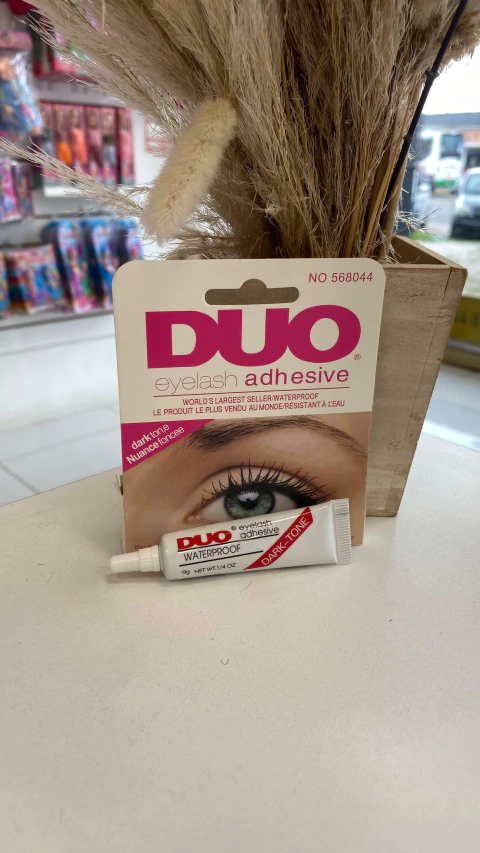 NO 568044
DUO®
eyelash adhesive
WORLD'S LARGEST SELLER/WATERPROOF
LE PRODUIT LE PLUS VENDU AU MONDE/RÉSISTANT À L'EAU
dark tone
Nuance foncee
DUO® eyelash adhesive
WATERPROOF
9g NET WT.1/4 OZ
DARK-TONE